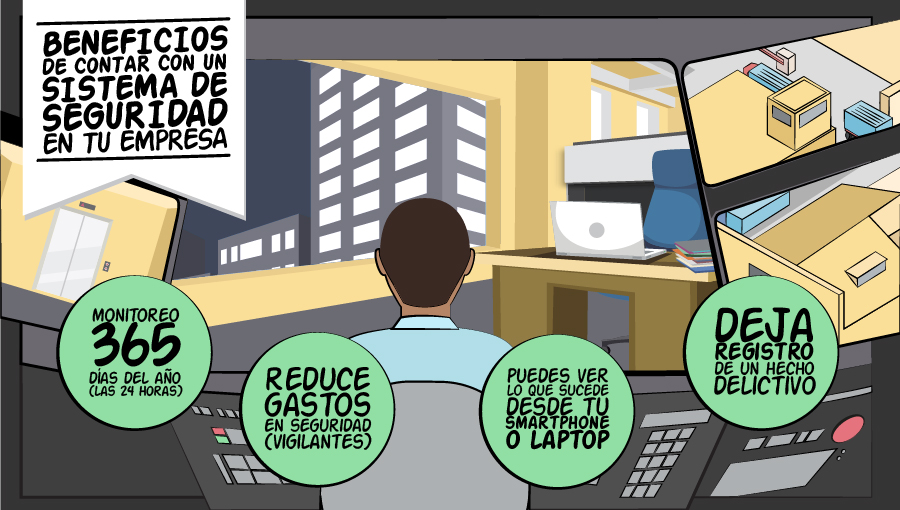 BENEFICIOS
DE CONTAR CON UN
SISTEMA DE
SEGURIDAD
EN TU EMPRESA
MONITOREO
365
DÍAS DEL AÑO
(LAS 24 HORAS)
REDUCE
GASTOS
EN SEGURIDAD
(VIGILANTES)
PUEDES VER
LO QUE SUCEDE
DESDE TU
SMARTPHONE
O LAPTOP
DEJA
REGISTRO
DE UN HECHO
DELICTIVO